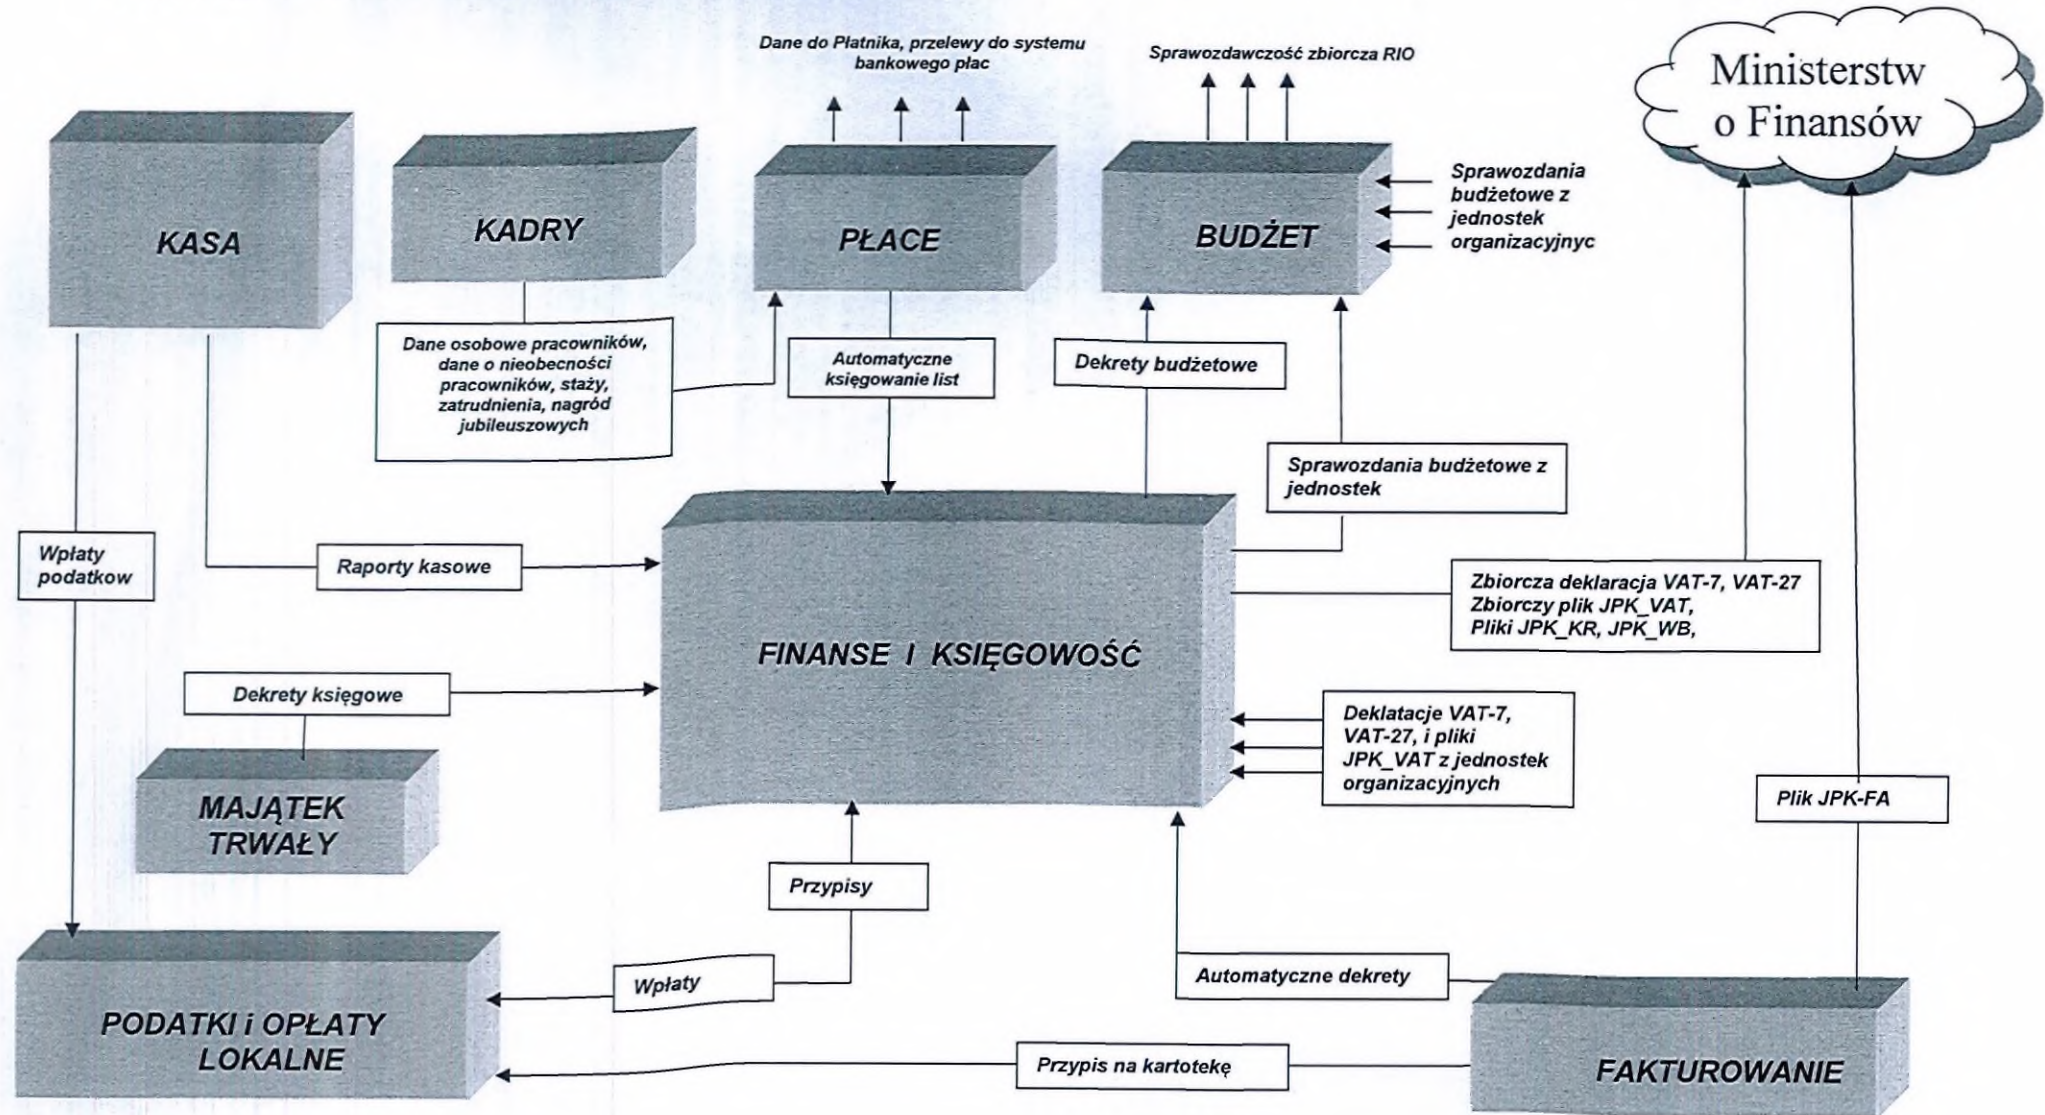 Dane do Płatnika, przelewy do systemu
bankowego płac
Sprawozdawczość zbiorcza RIO
Ministerstw
o Finansów
KASA
KADRY
PŁACE
BUDŻET
Sprawozdania
budżetowe z
jednostek
organizacyjnyc
Dane osobowe pracowników,
dane o nieobecności
pracowników, staży,
zatrudnienia, nagród
jubileuszowych
Automatyczne
księgowanie list
Dekrety budżetowe
Sprawozdania budżetowe z
jednostek
Wpłaty
podatkow
Raporty kasowe
Zbiorcza deklaracja VAT-7, VAT-27
Zbiorczy plik JPK_VAT,
Pliki JPK_KR, JPK_WB,
FINANSE I KSIĘGOWOŚĆ
Dekrety księgowe
Deklatacje VAT-7,
VAT-27, i pliki
JPK_VAT z jednostek
organizacyjnych
MAJĄTEK
TRWAŁY
Plik JPK-FA
Przypisy
Wpłaty
Automatyczne dekrety
PODATKI i OPŁATY
LOKALNE
Przypis na kartotekę
FAKTUROWANIE